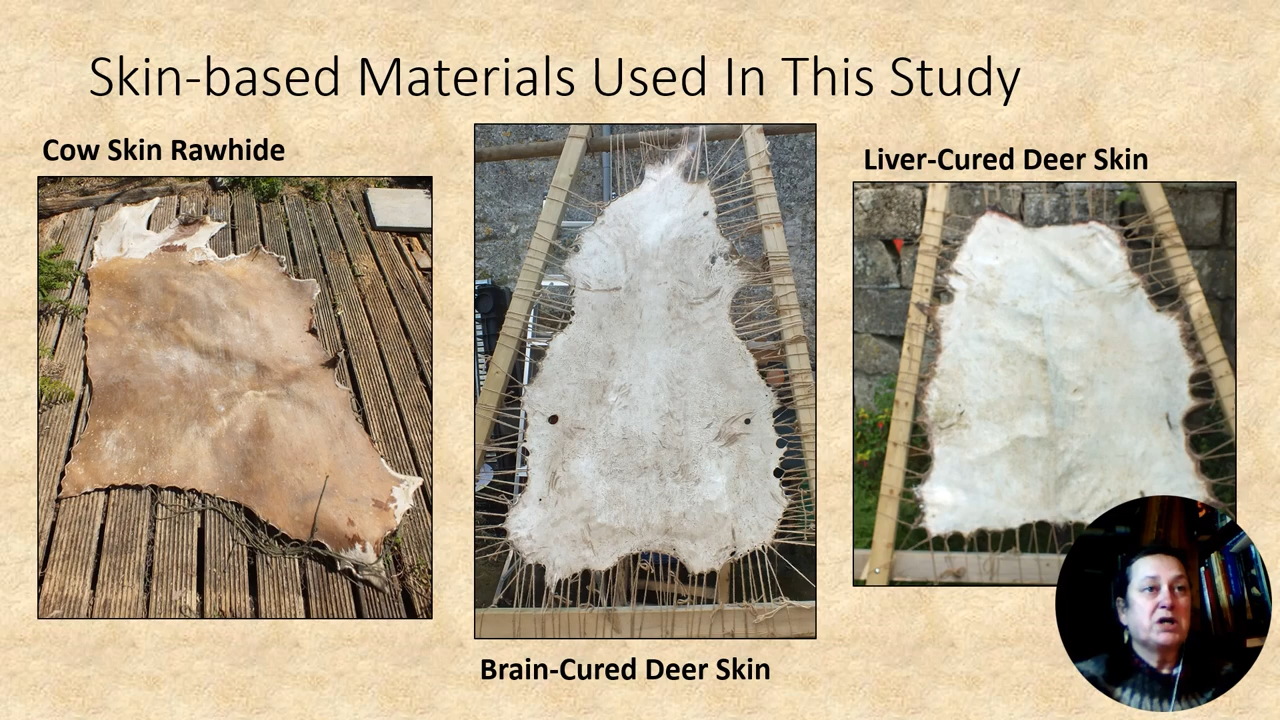 Skin-based Materials Used In This Study
Cow Skin Rawhide
Liver-Cured Deer Skin
Brain-Cured Deer Skin